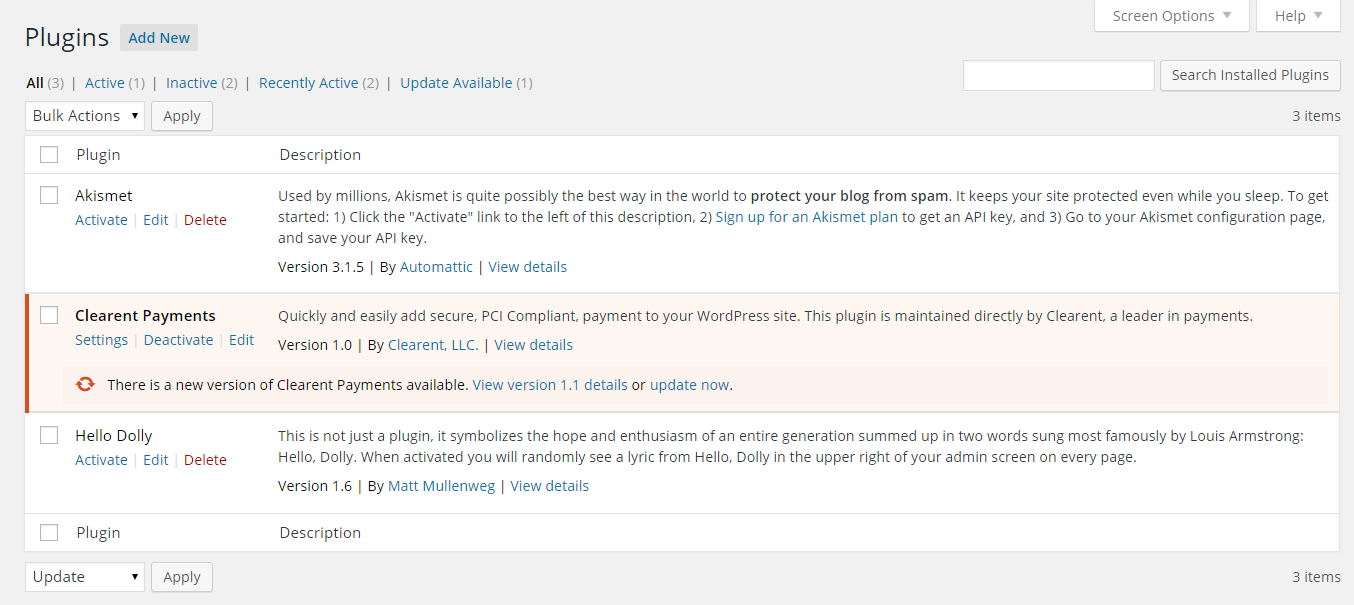 Screen Options ▼ Help ▼
Plugins Add New
All (3) | Active (1) | Inactive (2) | Recently Active (2) | Update Available (1)
Search Installed Plugins
Bulk Actions ▼ Apply
3 items
Plugin Description
Akismet
Activate | Edit | Delete
Used by millions, Akismet is quite possibly the best way in the world to protect your blog from spam. It keeps your site protected even while you sleep. To get
started: 1) Click the "Activate" link to the left of this description, 2) Sign up for an Akismet plan to get an API key, and 3) Go to your Akismet configuration page,
and save your API key.
Version 3.1.5 | By Automattic | View details
Clearent Payments
Settings | Deactivate | Edit
Quickly and easily add secure, PCI Compliant, payment to your WordPress site. This plugin is maintained directly by Clearent, a leader in payments.
Version 1.0 | By Clearent, LLC. | View details
There is a new version of Clearent Payments available. View version 1.1 details or update now.
Hello Dolly
Activate | Edit | Delete
This is not just a plugin, it symbolizes the hope and enthusiasm of an entire generation summed up in two words sung most famously by Louis Armstrong:
Hello, Dolly. When activated you will randomly see a lyric from Hello, Dolly in the upper right of your admin screen on every page.
Version 1.6 | By Matt Mullenweg | View details
Plugin Description
Update ▼ Apply
3 items